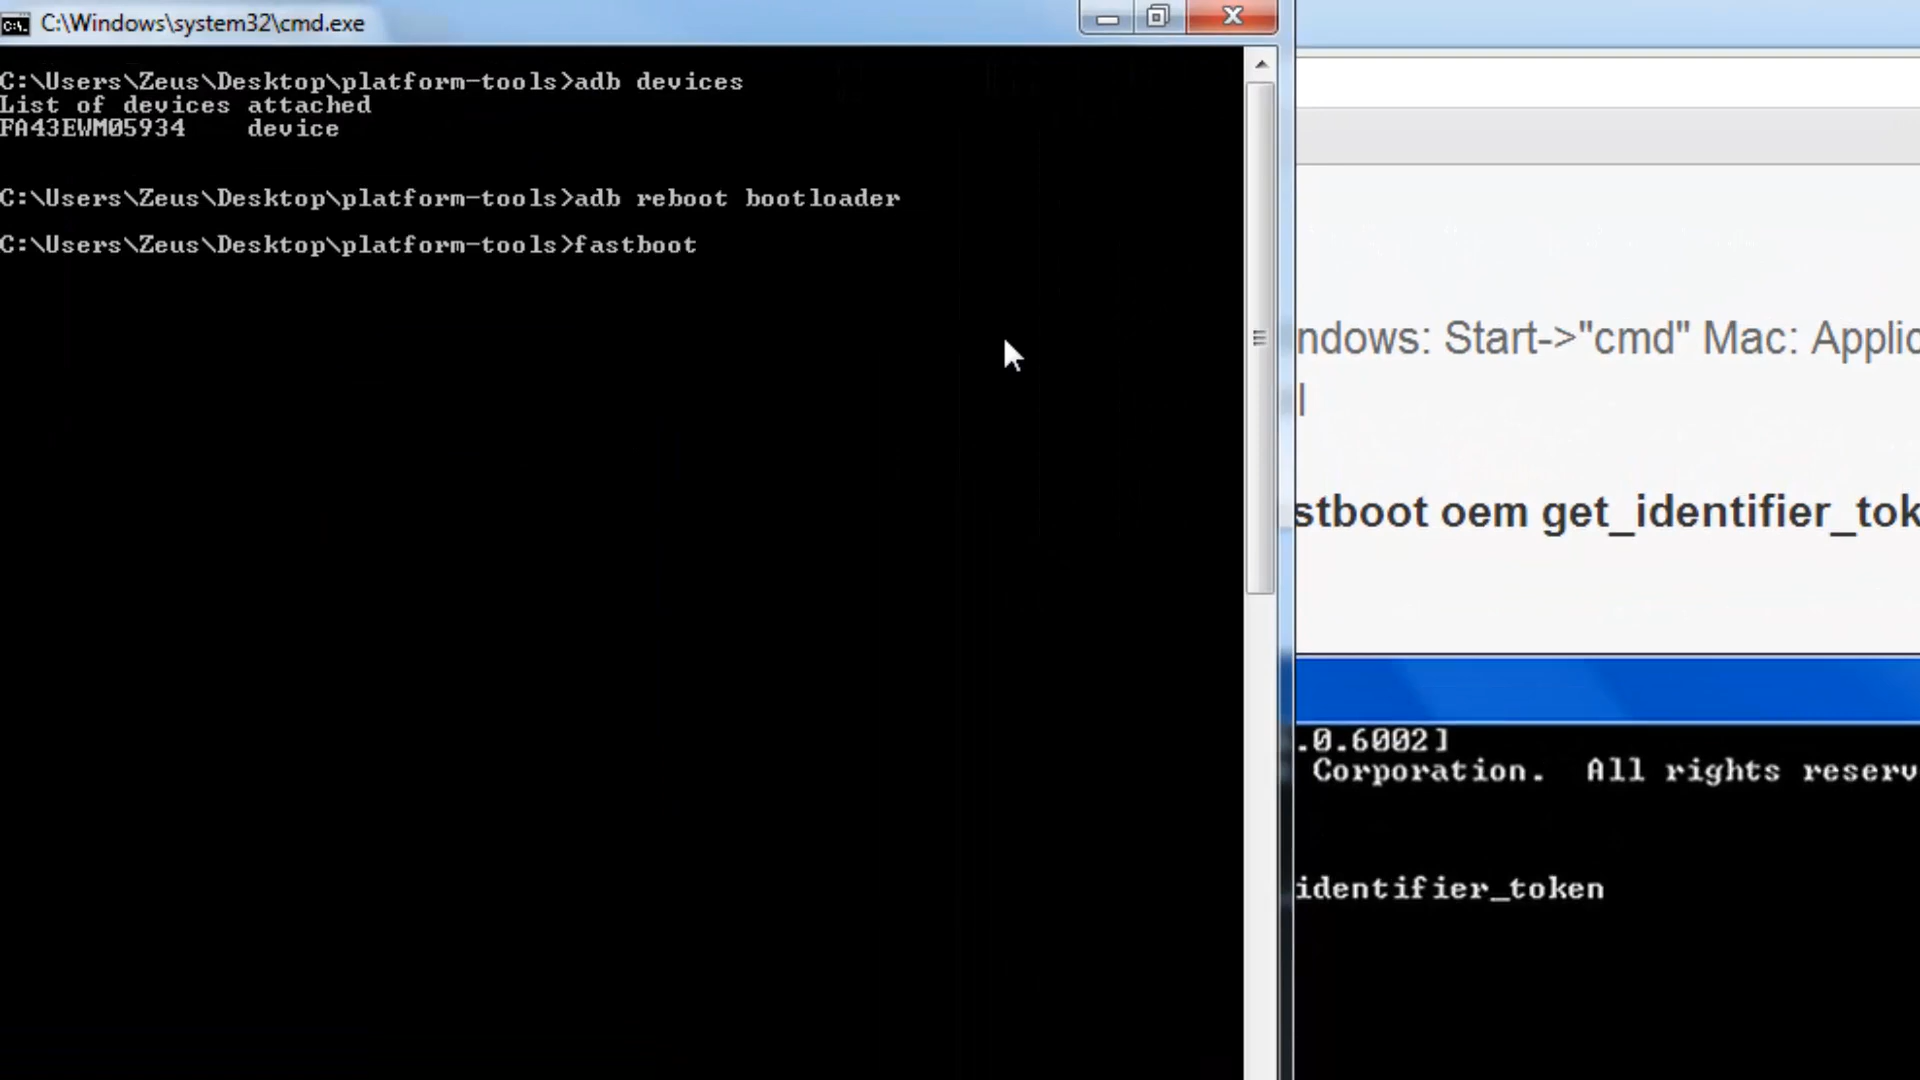 C:\Windows\system32\cmd.exe
C:\Users\Zeus\Desktop\platform-tools>adb devices
List of devices attached
FA43EWM05934 device
C:\Users\Zeus\Desktop\platform-tools>adb reboot bootloader
C:\Users\Zeus\Desktop\platform-tools>fastboot
ndows: Start->"cmd" Mac: Applic
l
stboot oem get_identifier_tok
.0.6002]
Corporation. All rights reserv
identifier_token